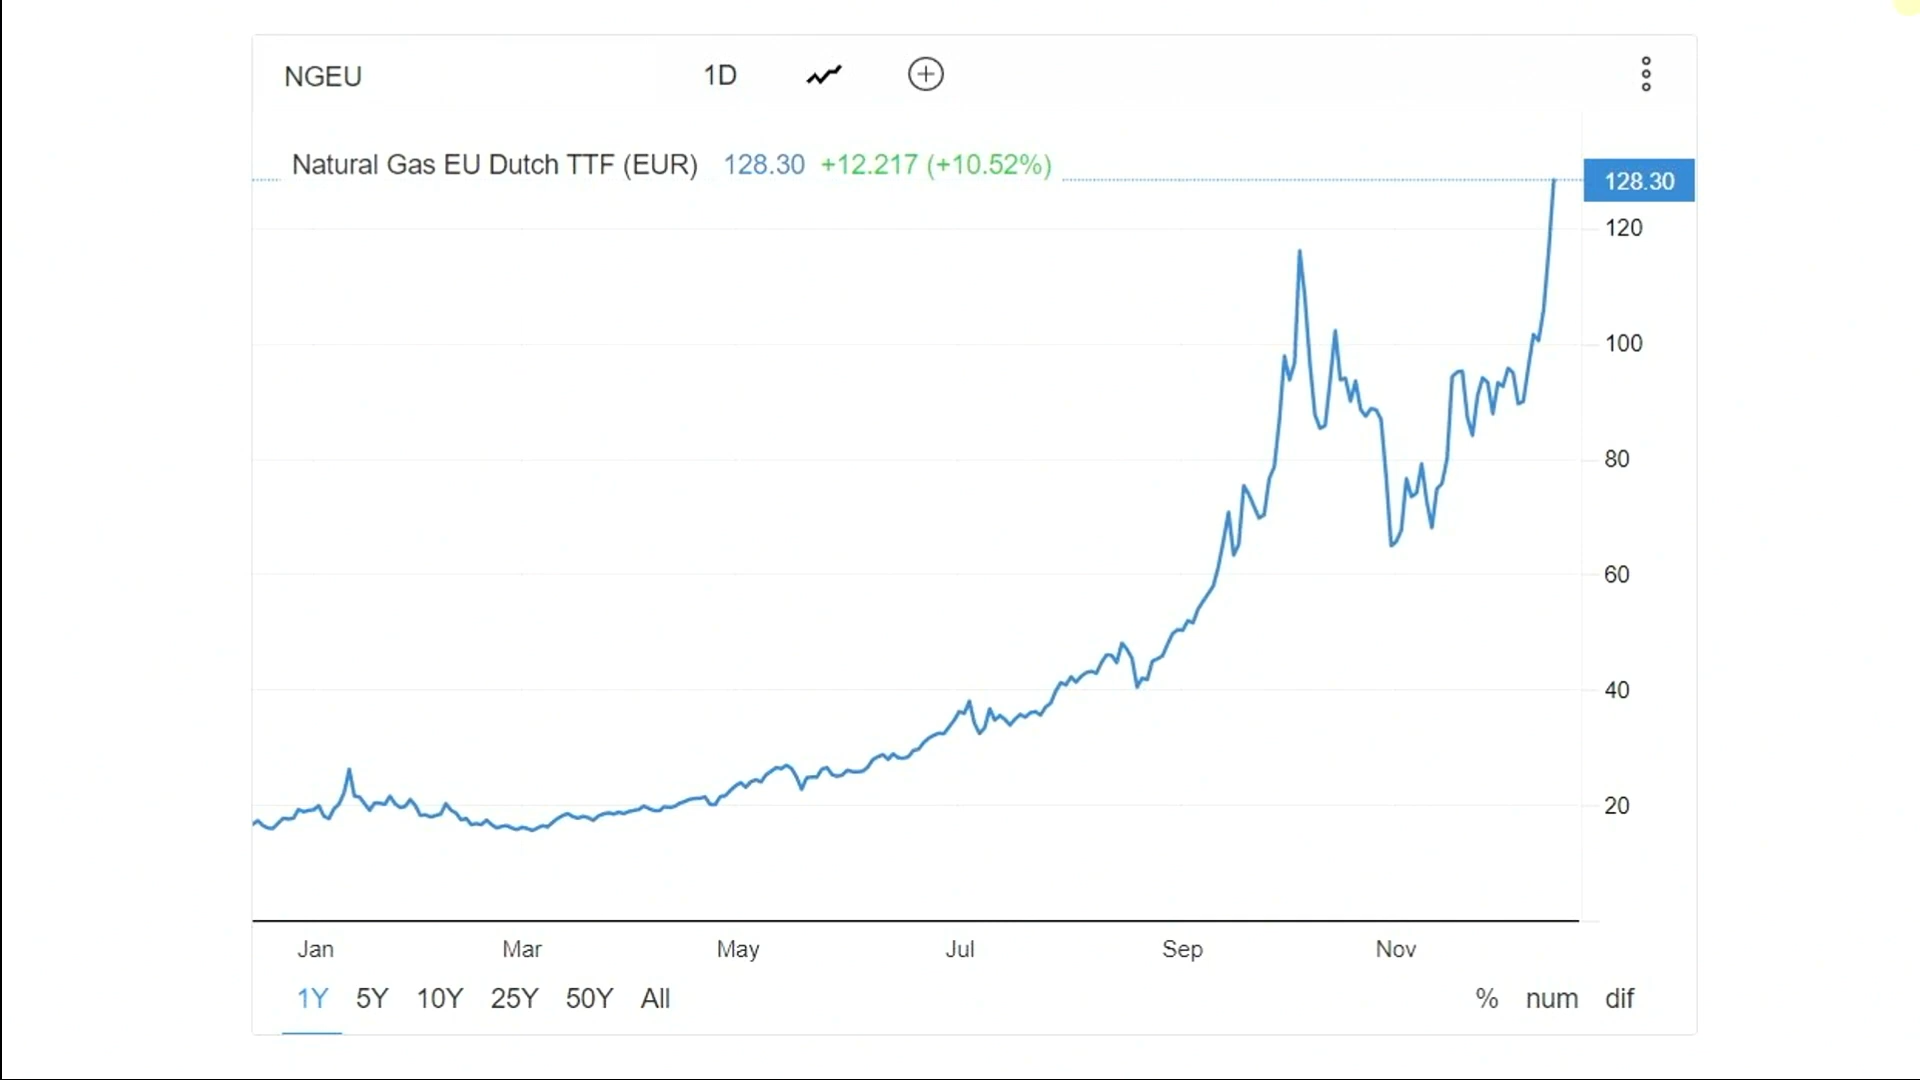 NGEU 1D
Natural Gas EU Dutch TTF (EUR) 128.30 +12.217 (+10.52%)
128.30
120
100
80
60
40
20
Jan Mar May Jul Sep Nov
1Y 5Y 10Y 25Y 50Y All % num dif